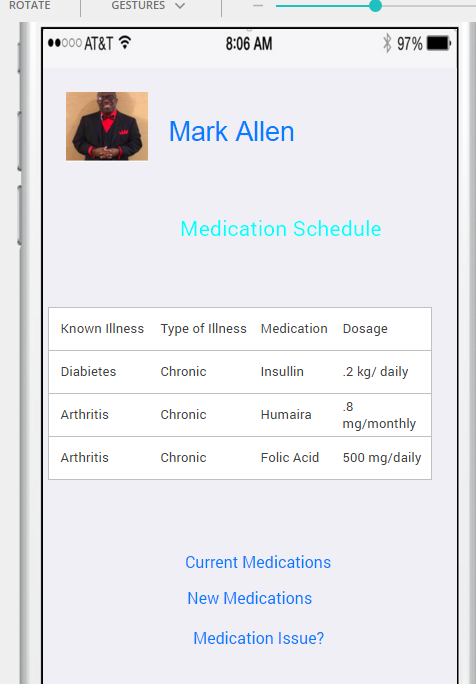 ROTATE GESTURES
AT&T 8:06 AM 97%
Mark Allen
Medication Schedule
Known Illness Type of Illness Medication Dosage
Diabietes Chronic Insullin .2 kg/ daily
Arthritis Chronic Humaira .8
mg/monthly
Arthritis Chronic Folic Acid 500 mg/daily
Current Medications
New Medications
Medication Issue?